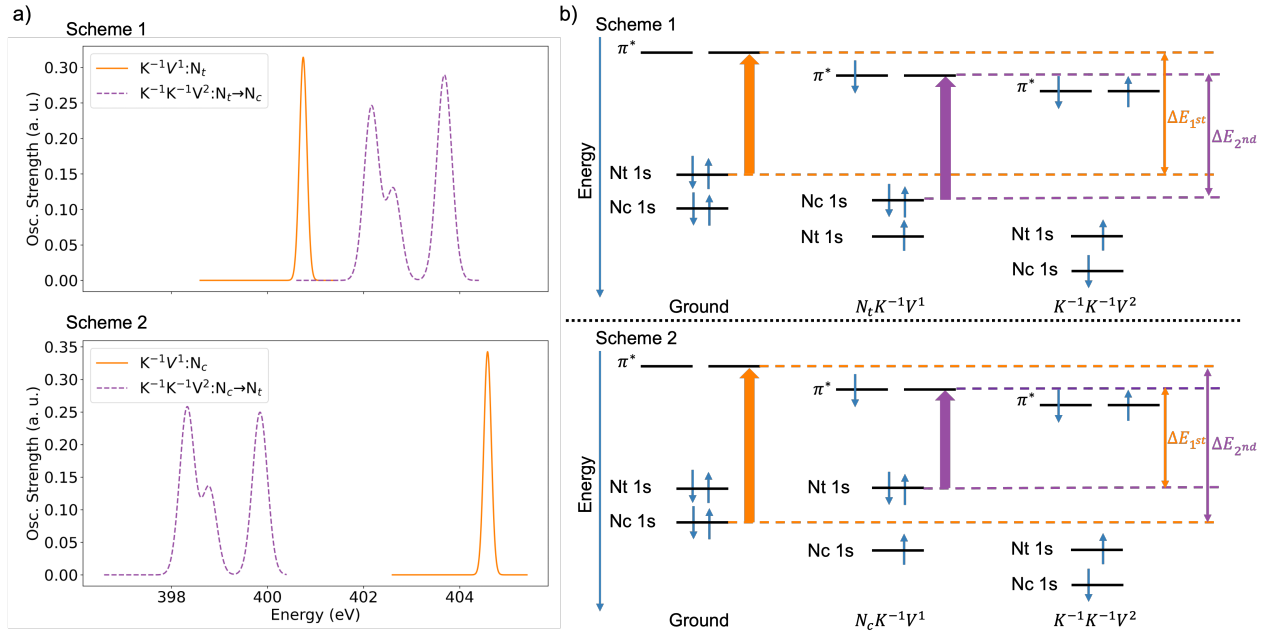 a)
Scheme 1
K⁻¹V¹:Nₜ
K⁻¹K⁻¹V²:Nₜ→N꜀
Osc. Strength (a. u.)
0.30
0.25
0.20
0.15
0.10
0.05
0.00
Scheme 2
K⁻¹V¹:N꜀
K⁻¹K⁻¹V²:N꜀→Nₜ
Osc. Strength (a. u.)
0.35
0.30
0.25
0.20
0.15
0.10
0.05
0.00
398 400 402 404
Energy (eV)
b)
Scheme 1
Energy
π*
π*
π*
ΔE₁ˢᵗ
ΔE₂ⁿᵈ
Nt 1s
Nc 1s
Nc 1s
Nt 1s
Nt 1s
Nc 1s
Ground
NₜK⁻¹V¹
K⁻¹K⁻¹V²
Scheme 2
Energy
π*
π*
π*
ΔE₁ˢᵗ
ΔE₂ⁿᵈ
Nt 1s
Nc 1s
Nt 1s
Nc 1s
Nt 1s
Nc 1s
Ground
N꜀K⁻¹V¹
K⁻¹K⁻¹V²